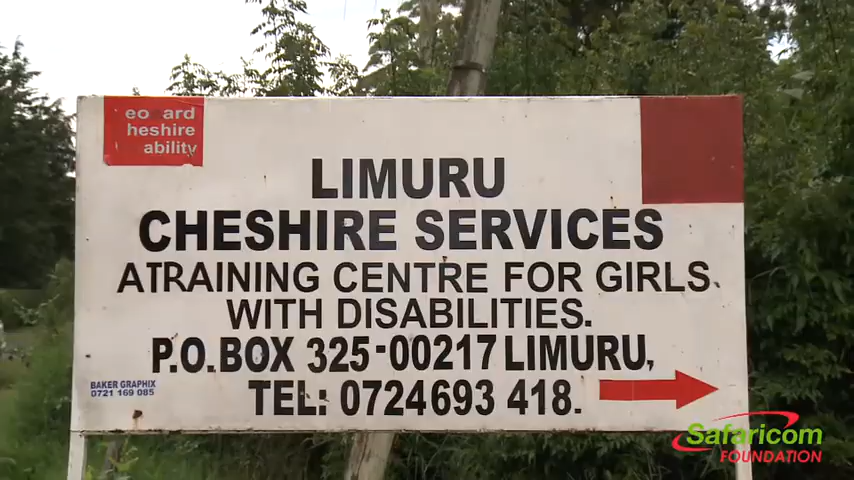 eo ard
heshire
ability
LIMURU
CHESHIRE SERVICES
A TRAINING CENTRE FOR GIRLS
WITH DISABILITIES.
P.O.BOX 325-00217 LIMURU,
TEL: 0724693 418.
BAKER GRAPHIX
0721 169 085
Safaricom
FOUNDATION